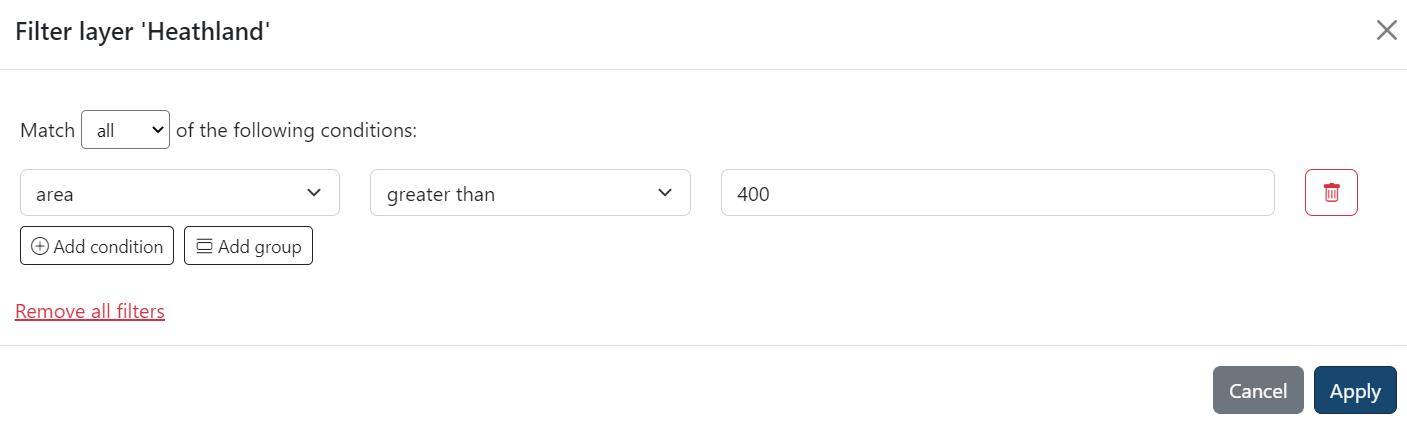 Filter layer 'Heathland'
Match all of the following conditions:
area greater than 400
Add condition Add group
Remove all filters
Cancel Apply